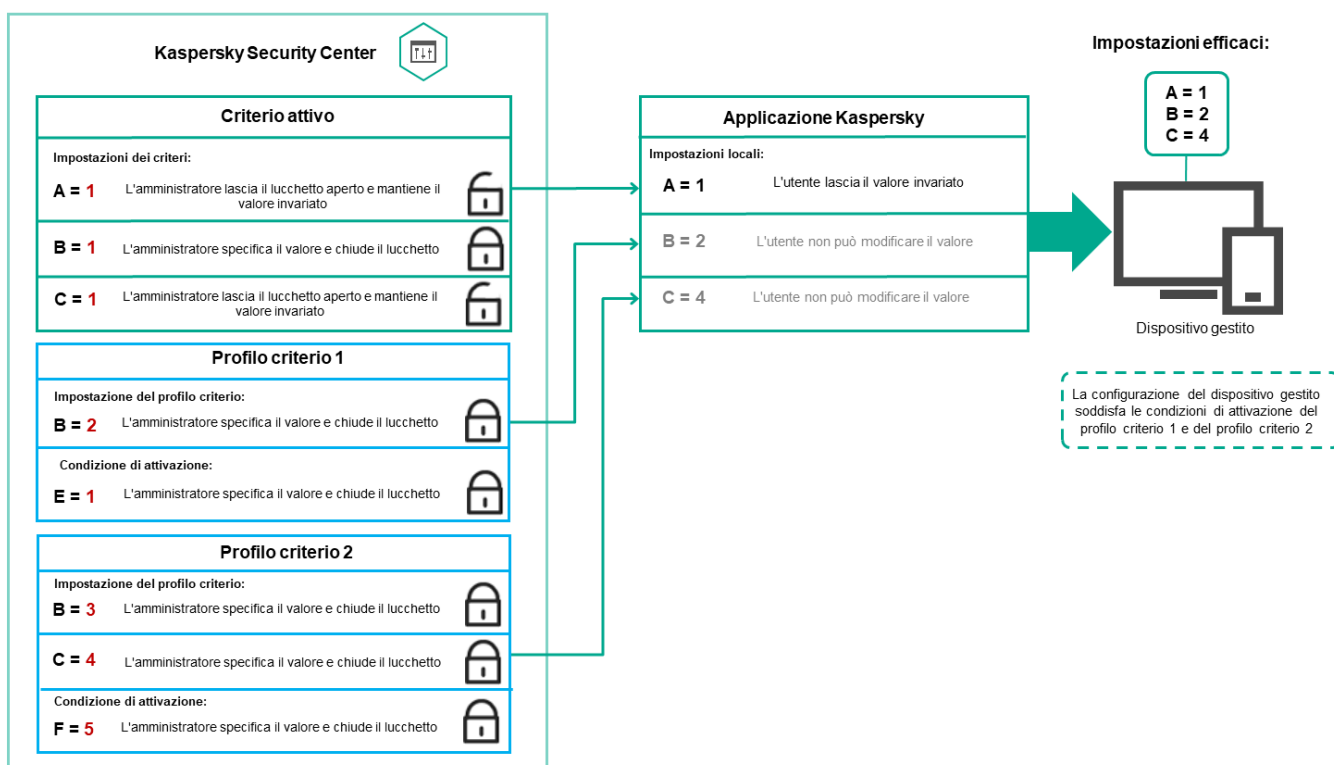 Kaspersky Security Center
Criterio attivo
Impostazioni dei criteri:
A = 1
L'amministratore lascia il lucchetto aperto e mantiene il
valore invariato
B = 1
L'amministratore specifica il valore e chiude il lucchetto
C = 1
L'amministratore lascia il lucchetto aperto e mantiene il
valore invariato
Profilo criterio 1
Impostazione del profilo criterio:
B = 2
L'amministratore specifica il valore e chiude il lucchetto
Condizione di attivazione:
E = 1
L'amministratore specifica il valore e chiude il lucchetto
Profilo criterio 2
Impostazione del profilo criterio:
B = 3
L'amministratore specifica il valore e chiude il lucchetto
C = 4
L'amministratore specifica il valore e chiude il lucchetto
Condizione di attivazione:
F = 5
L'amministratore specifica il valore e chiude il lucchetto
Applicazione Kaspersky
Impostazioni locali:
A = 1
L'utente lascia il valore invariato
B = 2
L'utente non può modificare il valore
C = 4
L'utente non può modificare il valore
Impostazioni efficaci:
A = 1
B = 2
C = 4
Dispositivo gestito
La configurazione del dispositivo gestito
soddisfa le condizioni di attivazione del
profilo criterio 1 e del profilo criterio 2